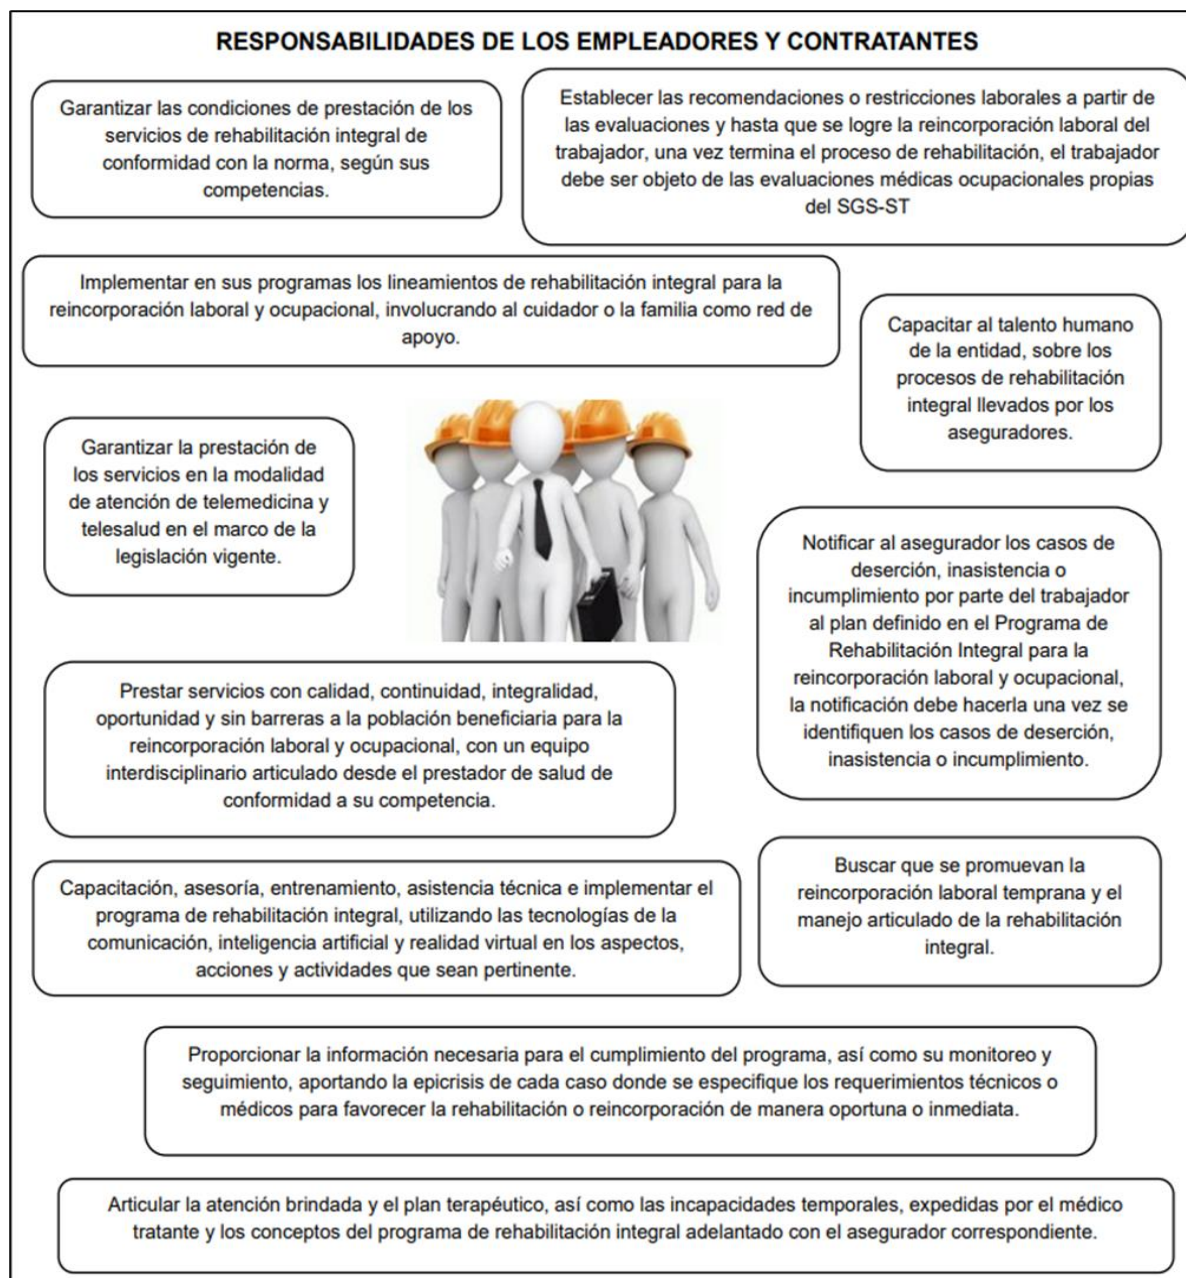 RESPONSABILIDADES DE LOS EMPLEADORES Y CONTRATANTES
Garantizar las condiciones de prestación de los
servicios de rehabilitación integral de
conformidad con la norma, según sus
competencias.
Establecer las recomendaciones o restricciones laborales a partir de
las evaluaciones y hasta que se logre la reincorporación laboral del
trabajador, una vez termina el proceso de rehabilitación, el trabajador
debe ser objeto de las evaluaciones médicas ocupacionales propias
del SGS-ST
Implementar en sus programas los lineamientos de rehabilitación integral para la
reincorporación laboral y ocupacional, involucrando al cuidador o la familia como red de
apoyo.
Capacitar al talento humano
de la entidad, sobre los
procesos de rehabilitación
integral llevados por los
aseguradores.
Garantizar la prestación de
los servicios en la modalidad
de atención de telemedicina y
telesalud en el marco de la
legislación vigente.
Notificar al asegurador los casos de
deserción, inasistencia o
incumplimiento por parte del trabajador
al plan definido en el Programa de
Rehabilitación Integral para la
reincorporación laboral y ocupacional,
la notificación debe hacerla una vez se
identifiquen los casos de deserción,
inasistencia o incumplimiento.
Prestar servicios con calidad, continuidad, integralidad,
oportunidad y sin barreras a la población beneficiaria para la
reincorporación laboral y ocupacional, con un equipo
interdisciplinario articulado desde el prestador de salud de
conformidad a su competencia.
Buscar que se promuevan la
reincorporación laboral temprana y el
manejo articulado de la rehabilitación
integral.
Capacitación, asesoría, entrenamiento, asistencia técnica e implementar el
programa de rehabilitación integral, utilizando las tecnologías de la
comunicación, inteligencia artificial y realidad virtual en los aspectos,
acciones y actividades que sean pertinente.
Proporcionar la información necesaria para el cumplimiento del programa, así como su monitoreo y
seguimiento, aportando la epicrisis de cada caso donde se especifique los requerimientos técnicos o
médicos para favorecer la rehabilitación o reincorporación de manera oportuna o inmediata.
Articular la atención brindada y el plan terapéutico, así como las incapacidades temporales, expedidas por el médico
tratante y los conceptos del programa de rehabilitación integral adelantado con el asegurador correspondiente.